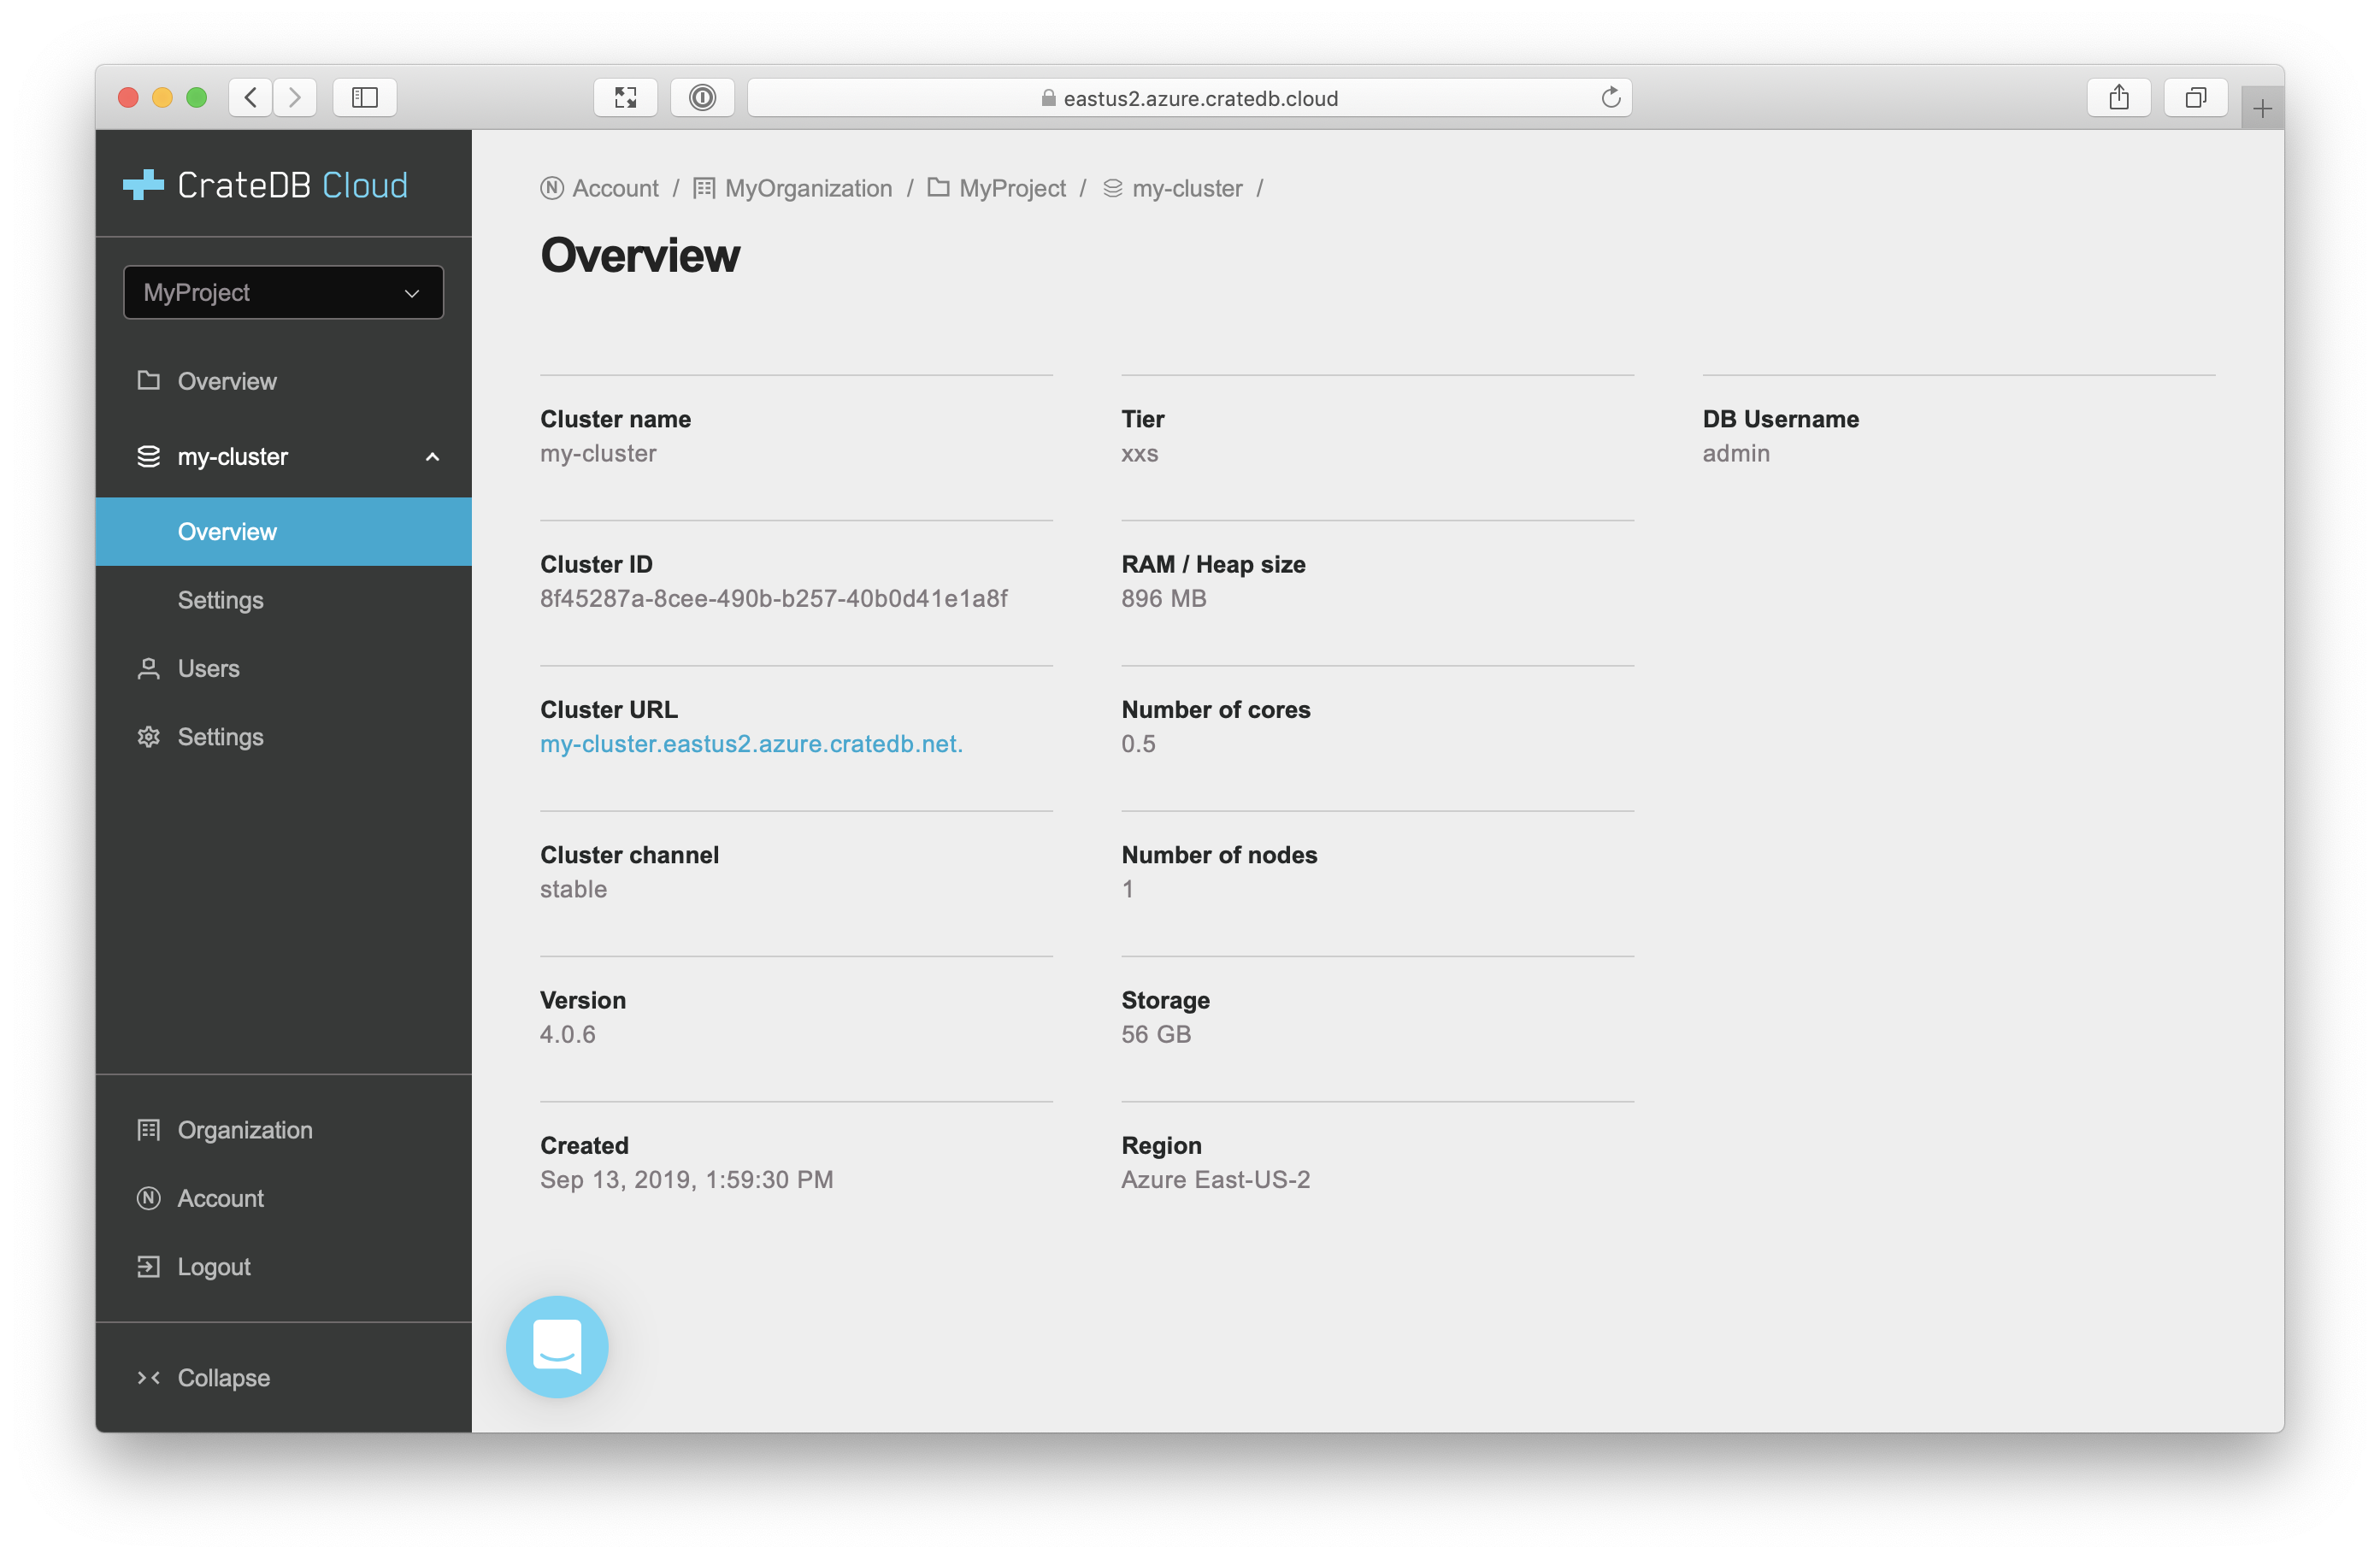 eastus2.azure.cratedb.cloud
CrateDB Cloud
MyProject
Overview
my-cluster
Overview
Settings
Users
Settings
Organization
Account
Logout
Collapse
Account / MyOrganization / MyProject / my-cluster /
Overview
Cluster name
my-cluster
Cluster ID
8f45287a-8cee-490b-b257-40b0d41e1a8f
Cluster URL
my-cluster.eastus2.azure.cratedb.net.
Cluster channel
stable
Version
4.0.6
Created
Sep 13, 2019, 1:59:30 PM
Tier
xxs
RAM / Heap size
896 MB
Number of cores
0.5
Number of nodes
1
Storage
56 GB
Region
Azure East-US-2
DB Username
admin